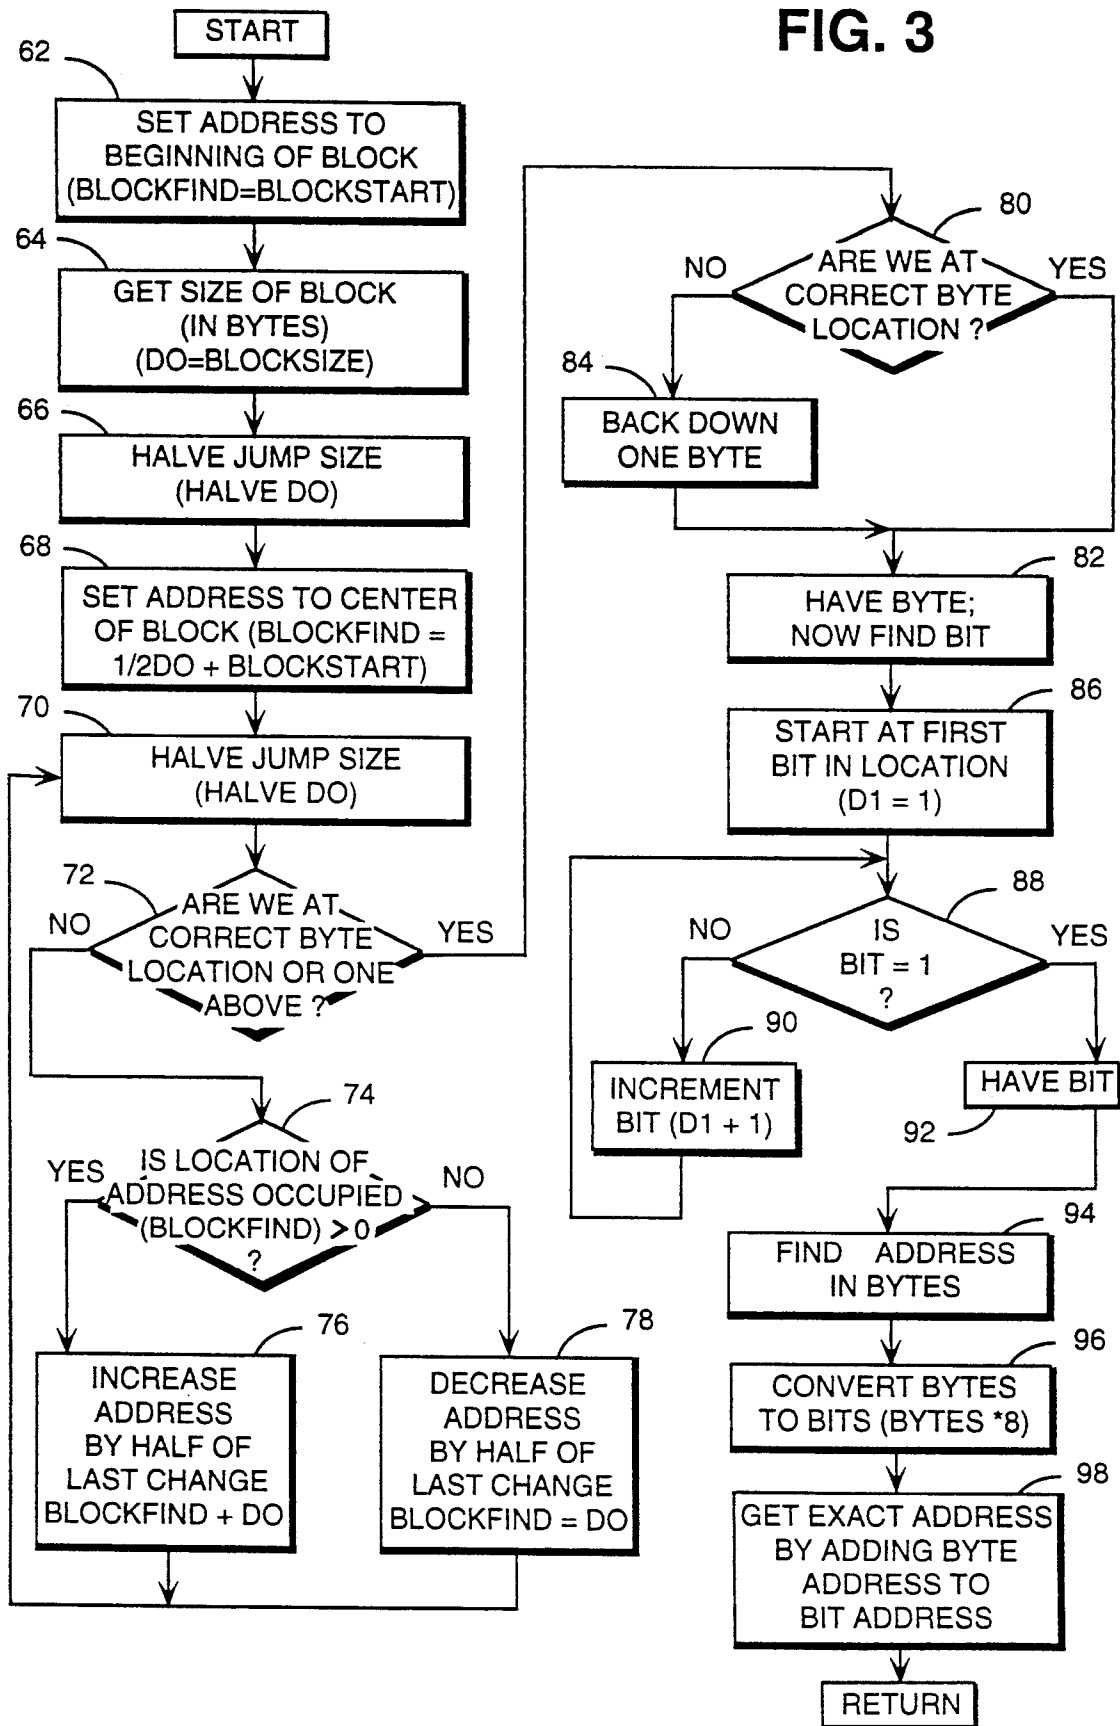 FIG. 3
START
62
SET ADDRESS TO
BEGINNING OF BLOCK
(BLOCKFIND=BLOCKSTART)
64
GET SIZE OF BLOCK
(IN BYTES)
(DO=BLOCKSIZE)
66
HALVE JUMP SIZE
(HALVE DO)
68
SET ADDRESS TO CENTER
OF BLOCK (BLOCKFIND =
1/2DO + BLOCKSTART)
70
HALVE JUMP SIZE
(HALVE DO)
72
NO
ARE WE AT
CORRECT BYTE
LOCATION OR ONE
ABOVE ?
YES
74
YES
IS LOCATION OF
ADDRESS OCCUPIED
(BLOCKFIND) > 0
?
NO
76
INCREASE
ADDRESS
BY HALF OF
LAST CHANGE
BLOCKFIND + DO
78
DECREASE
ADDRESS
BY HALF OF
LAST CHANGE
BLOCKFIND = DO
80
NO
ARE WE AT
CORRECT BYTE
LOCATION ?
YES
84
BACK DOWN
ONE BYTE
82
HAVE BYTE;
NOW FIND BIT
86
START AT FIRST
BIT IN LOCATION
(D1 = 1)
88
NO
IS
BIT = 1
?
YES
90
INCREMENT
BIT (D1 + 1)
HAVE BIT
92
94
FIND ADDRESS
IN BYTES
96
CONVERT BYTES
TO BITS (BYTES *8)
98
GET EXACT ADDRESS
BY ADDING BYTE
ADDRESS TO
BIT ADDRESS
RETURN